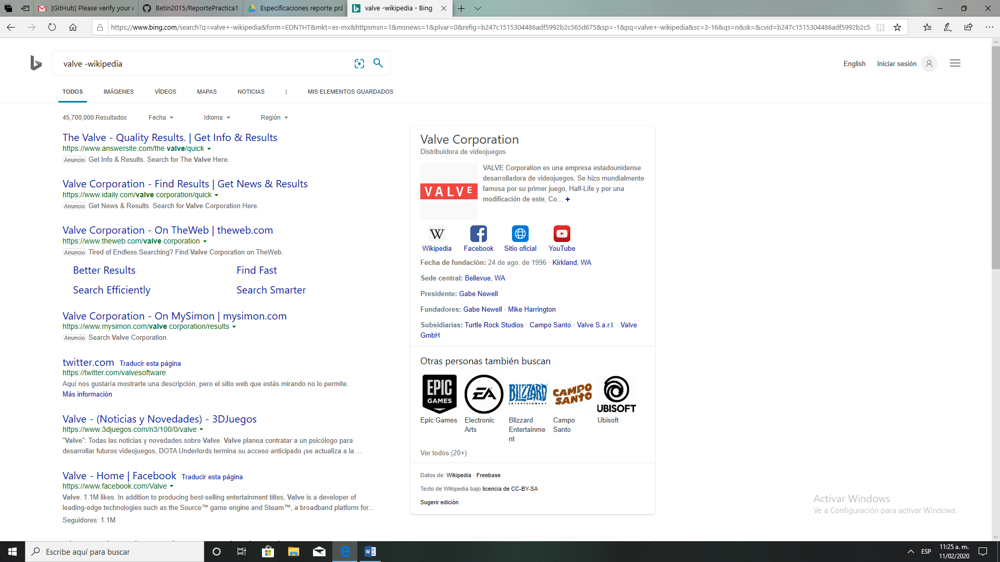 [GitHub] Please verify your e
Betin2015/ReportePractica1
Especificaciones reporte prá
valve -wikipedia - Bing
https://www.bing.com/search?q=valve+-wikipedia&form=EDNTHT&mkt=es-mx&httpsmsn=1&msnews=1&plvar=0&refig=b247c1515304486adf5992b2c565d675&sp=-1&pq=valve+-wikipedia&sc=3-16&qs=n&sk=&cvid=b247c1515304486adf5992b2c5
valve -wikipedia
English
Iniciar sesión
TODOS
IMÁGENES
VÍDEOS
MAPAS
NOTICIAS
|
MIS ELEMENTOS GUARDADOS
45,700,000 Resultados
Fecha
Idioma
Región
The Valve - Quality Results. | Get Info & Results
https://www.answersite.com/the valve/quick
Anuncio Get Info & Results. Search for The Valve Here.
Valve Corporation - Find Results | Get News & Results
https://www.idaily.com/valve corporation/quick
Anuncio Get News & Results. Search for Valve Corporation Here.
Valve Corporation - On TheWeb | theweb.com
https://www.theweb.com/valve corporation
Anuncio Tired of Endless Searching? Find Valve Corporation on TheWeb.
Better Results
Find Fast
Search Efficiently
Search Smarter
Valve Corporation - On MySimon | mysimon.com
https://www.mysimon.com/valve corporation/results
Anuncio Search Valve Corporation.
twitter.com Traducir esta página
https://twitter.com/valvesoftware
Aquí nos gustaría mostrarte una descripción, pero el sitio web que estás mirando no lo permite.
Más información
Valve - (Noticias y Novedades) - 3DJuegos
https://www.3djuegos.com/n3/100/0/valve
"Valve": Todas las noticias y novedades sobre Valve. Valve planea contratar a un psicólogo para
desarrollar futuros videojuegos, DOTA Underlords termina su acceso anticipado ¡se actualiza a la ...
Valve - Home | Facebook Traducir esta página
https://www.facebook.com/Valve
Valve. 1.1M likes. In addition to producing best-selling entertainment titles, Valve is a developer of
leading-edge technologies such as the Source™ game engine and Steam™, a broadband platform for...
Seguidores: 1.1M
Valve Corporation
Distribuidora de videojuegos
VALVE
VALVE Corporation es una empresa estadounidense
desarrolladora de videojuegos. Se hizo mundialmente
famosa por su primer juego, Half-Life y por una
modificación de este, Co... +
W
Wikipedia
Facebook
Sitio oficial
YouTube
Fecha de fundación: 24 de ago. de 1996 · Kirkland, WA
Sede central: Bellevue, WA
Presidente: Gabe Newell
Fundadores: Gabe Newell · Mike Harrington
Subsidiarias: Turtle Rock Studios · Campo Santo · Valve S.a.r.l. · Valve
GmbH
Otras personas también buscan
EPIC
GAMES
EA
BLIZZARD
ENTERTAINMENT
CAMPO
SANTO
UBISOFT
Epic Games
Electronic
Arts
Blizzard
Entertainme
nt
Campo
Santo
Ubisoft
Ver todos (20+)
Datos de: Wikipedia · Freebase
Texto de Wikipedia bajo licencia de CC-BY-SA
Sugerir edición
Activar Windows
Ve a Configuración para activar Windows.
Escribe aquí para buscar
ESP
11:25 a. m.
11/02/2020